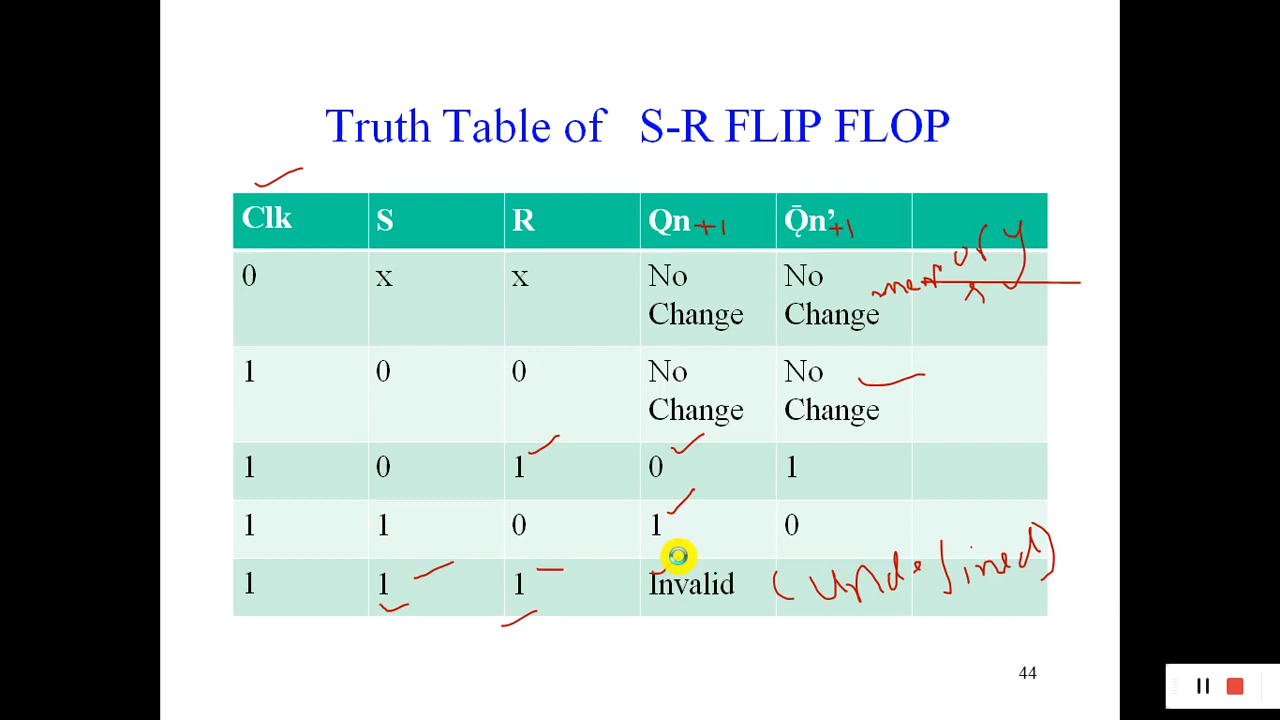 Truth Table of S-R FLIP FLOP
Clk S R Qn+1 Q̄n’+1
0 x x No Change No Change memory
1 0 0 No Change No Change
1 0 1 0 1
1 1 0 1 0
1 1 1 Invalid (undefined)
44